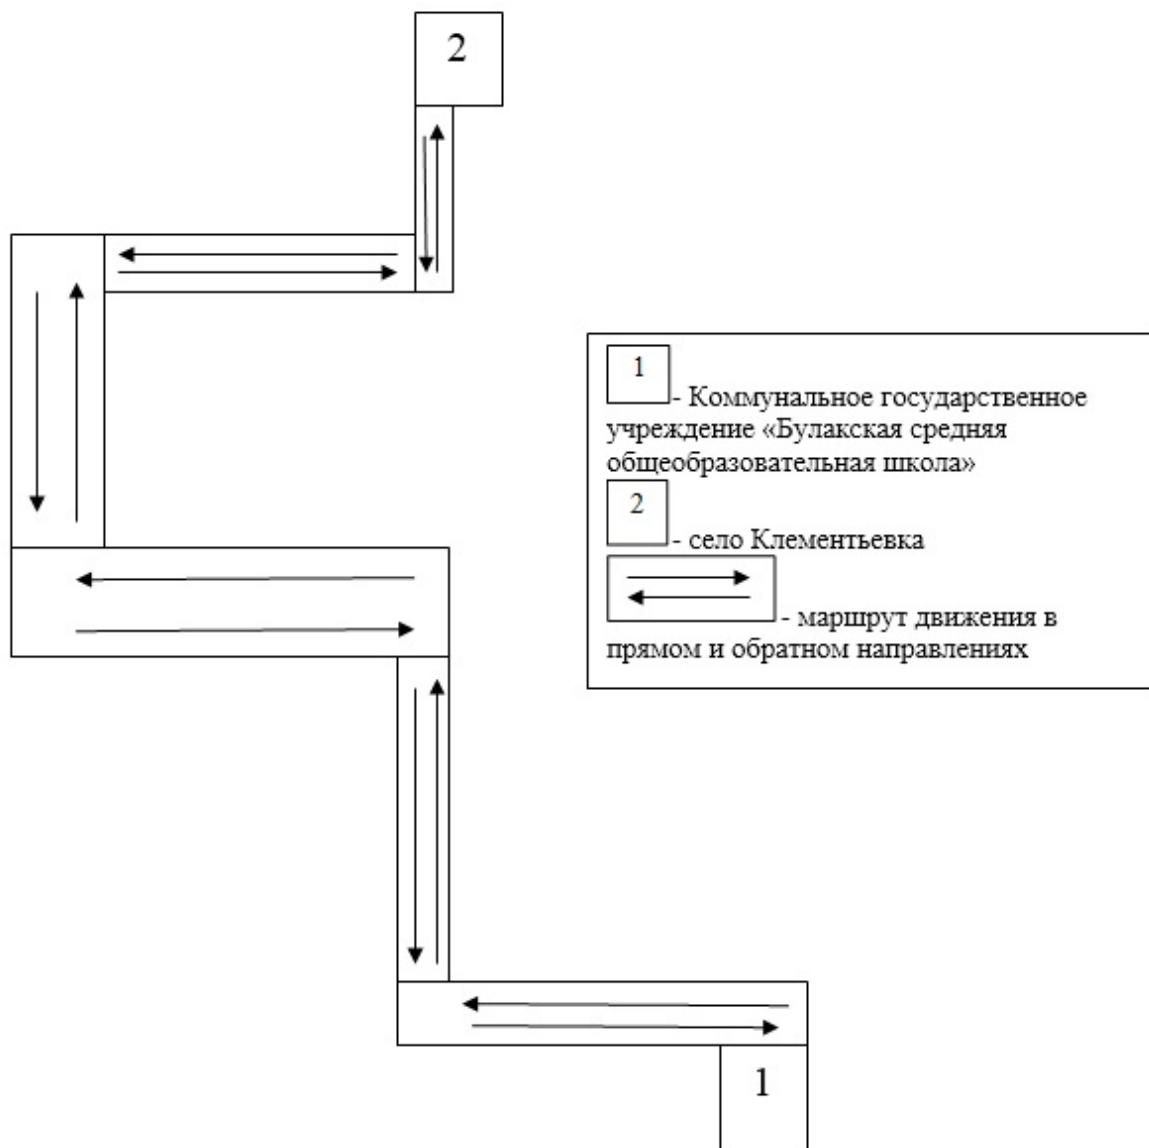 2
1
- Коммунальное государственное
учреждение «Булакская средняя
общеобразовательная школа»
2
- село Клементьевка
- маршрут движения в
прямом и обратном направлениях
1